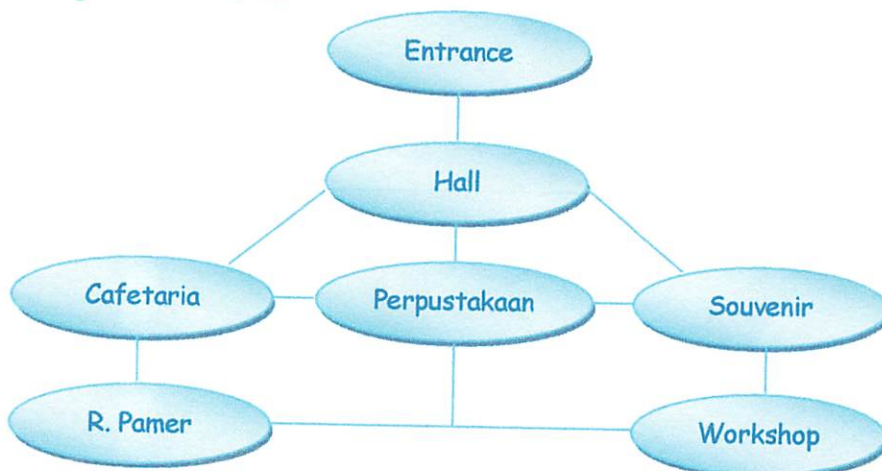 Entrance
Hall
Cafetaria
Perpustakaan
Souvenir
R. Pamer
Workshop